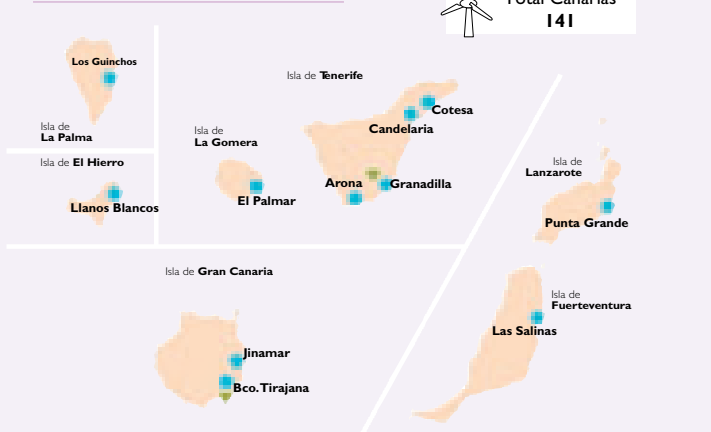 Total Canarias
141
Los Guinchos
Isla de Tenerife
Cotesa
Candelaria
Isla de
La Palma
Isla de
La Gomera
Isla de El Hierro
Isla de
Lanzarote
Arona
Granadilla
El Palmar
Llanos Blancos
Punta Grande
Isla de Gran Canaria
Isla de
Fuerteventura
Las Salinas
Jinamar
Bco. Tirajana